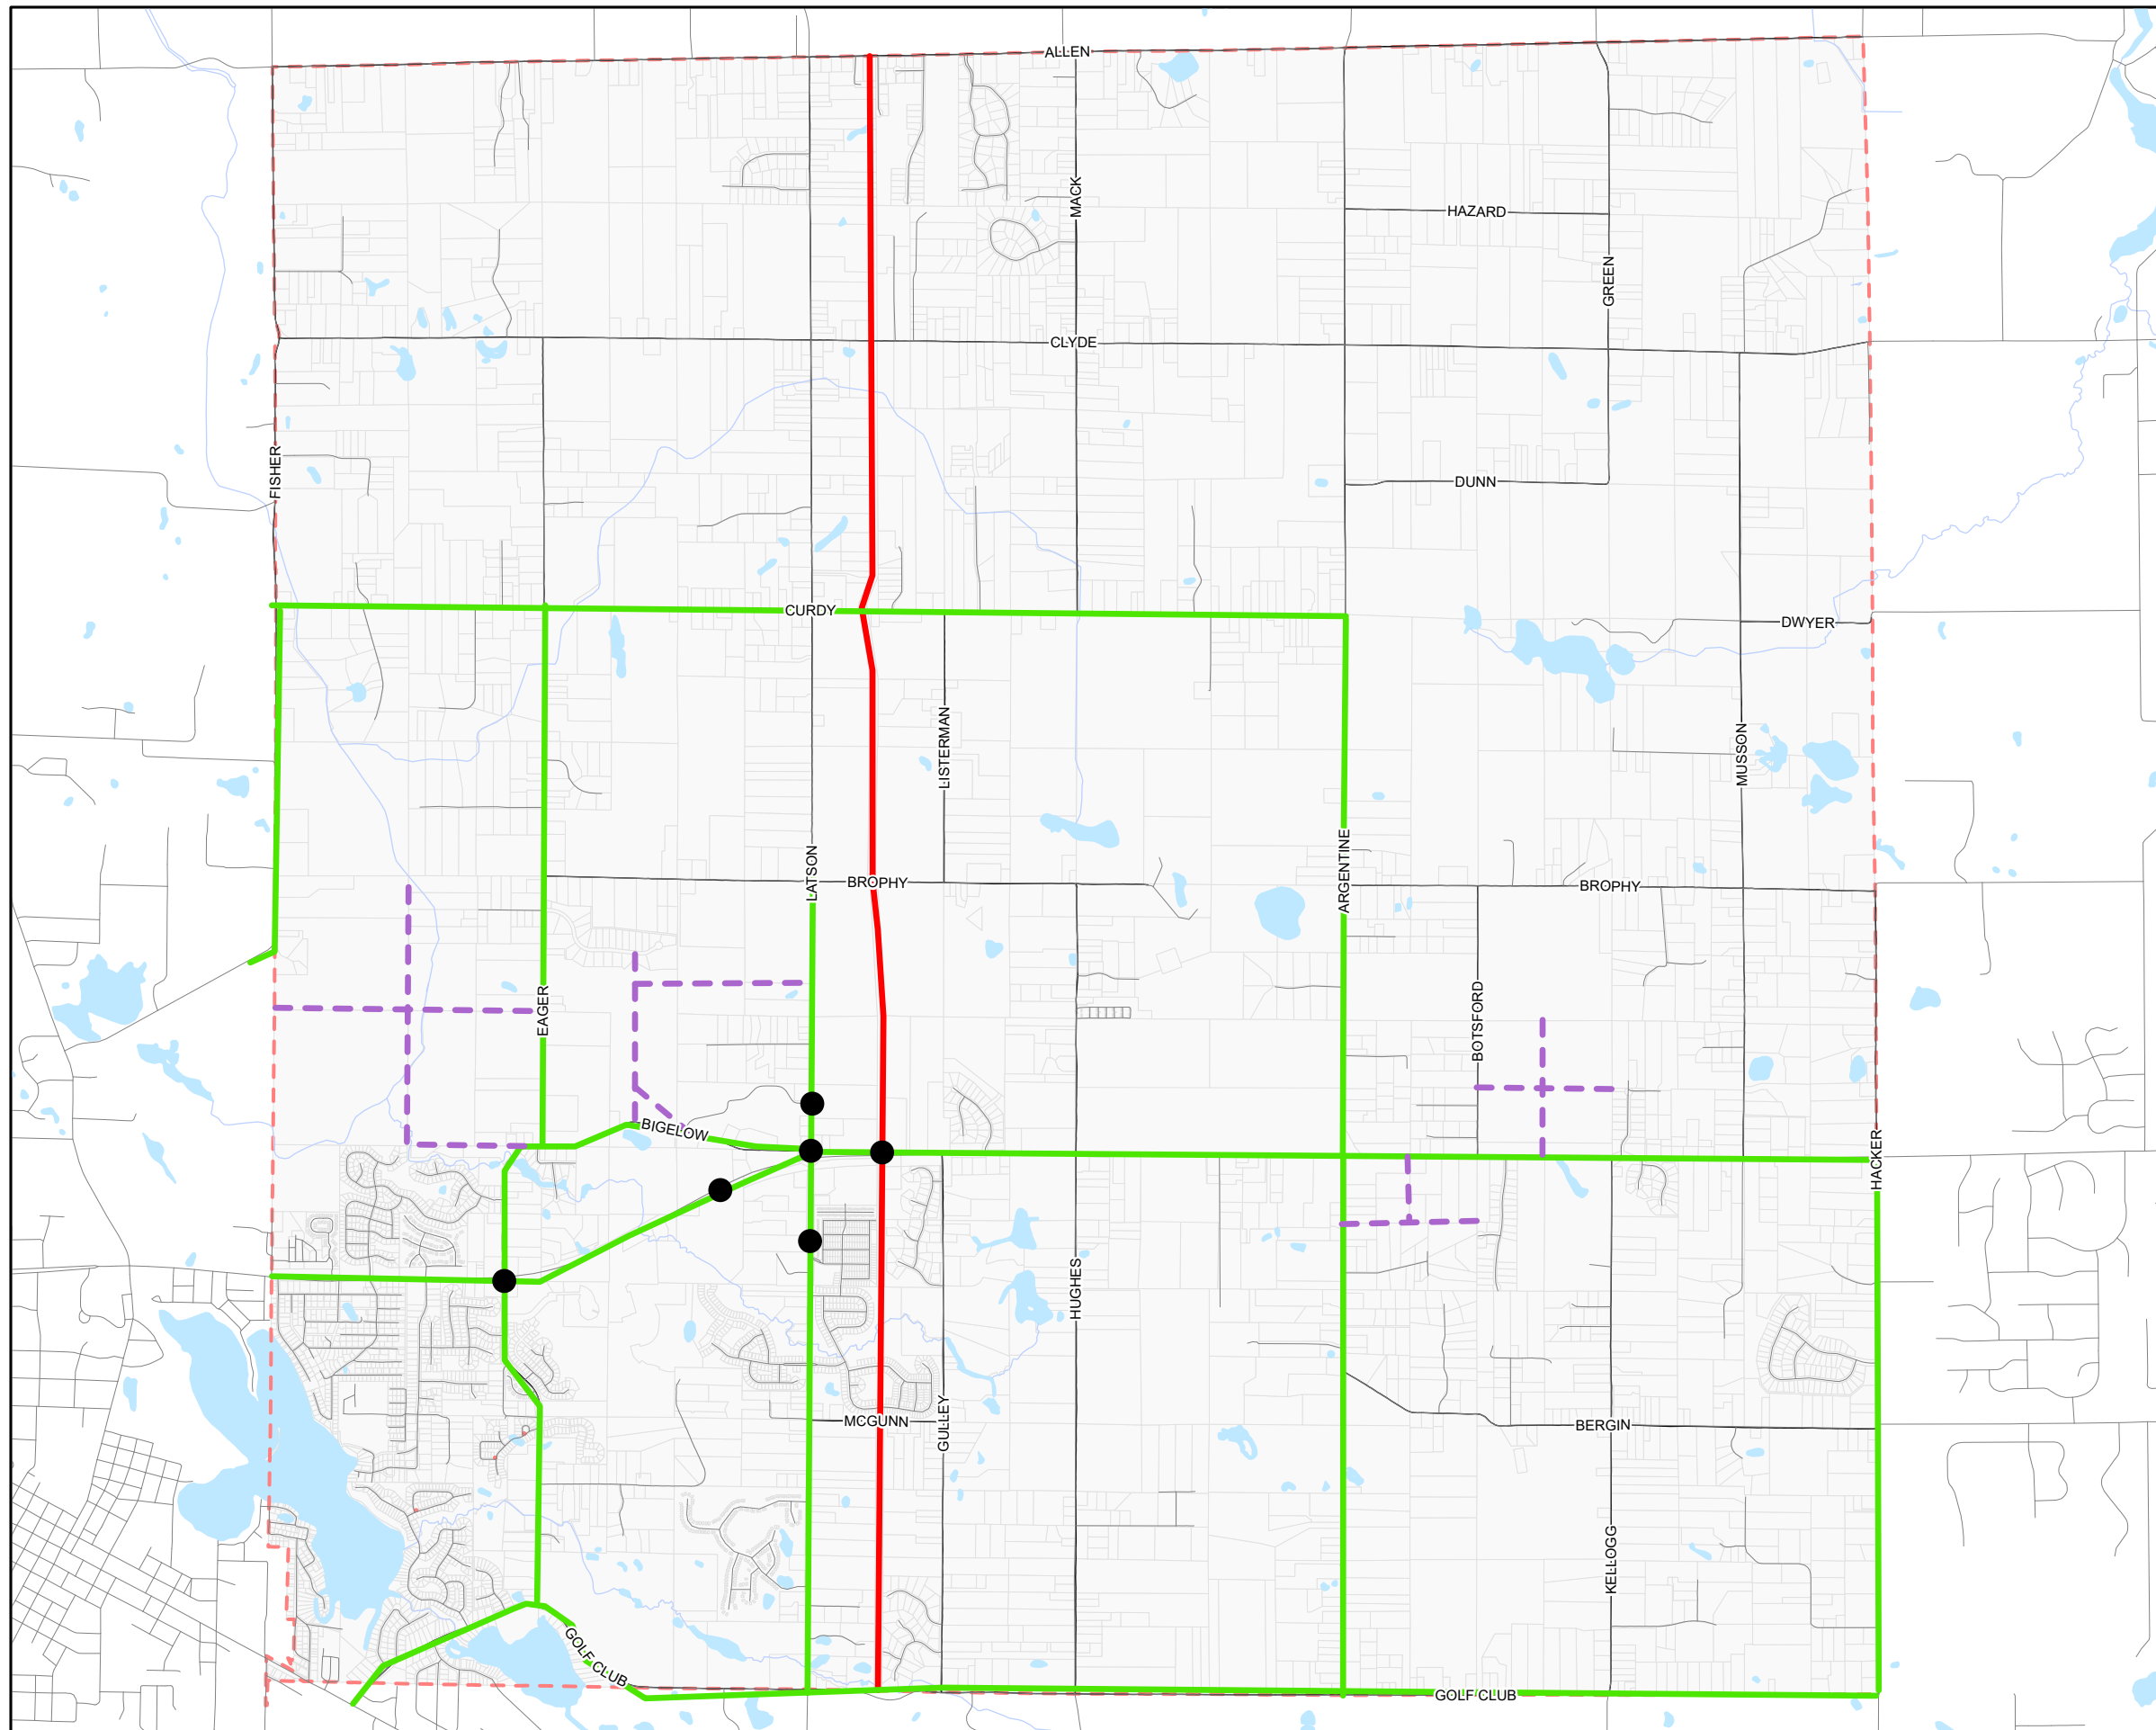 ALLEN
MACK
HAZARD
GREEN
CLYDE
FISHER
DUNN
CURDY
DWYER
LISTERMAN
MUSSON
LATSON
ARGENTINE
BROPHY
BROPHY
EAGER
BOTSFORD
BIGELOW
HACKER
HUGHES
MCGUNN
GULLEY
BERGIN
KELLOGG
GOLF CLUB
GOLF CLUB